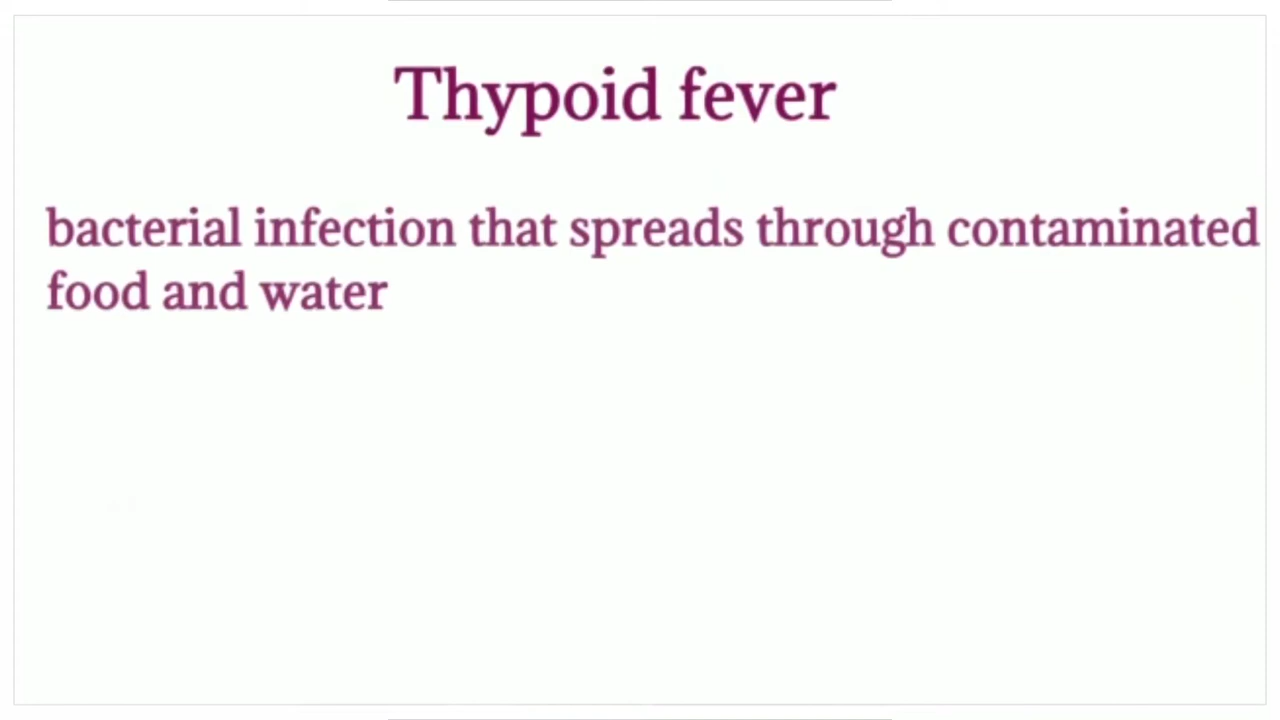 Thypoid fever
bacterial infection that spreads through contaminated
food and water